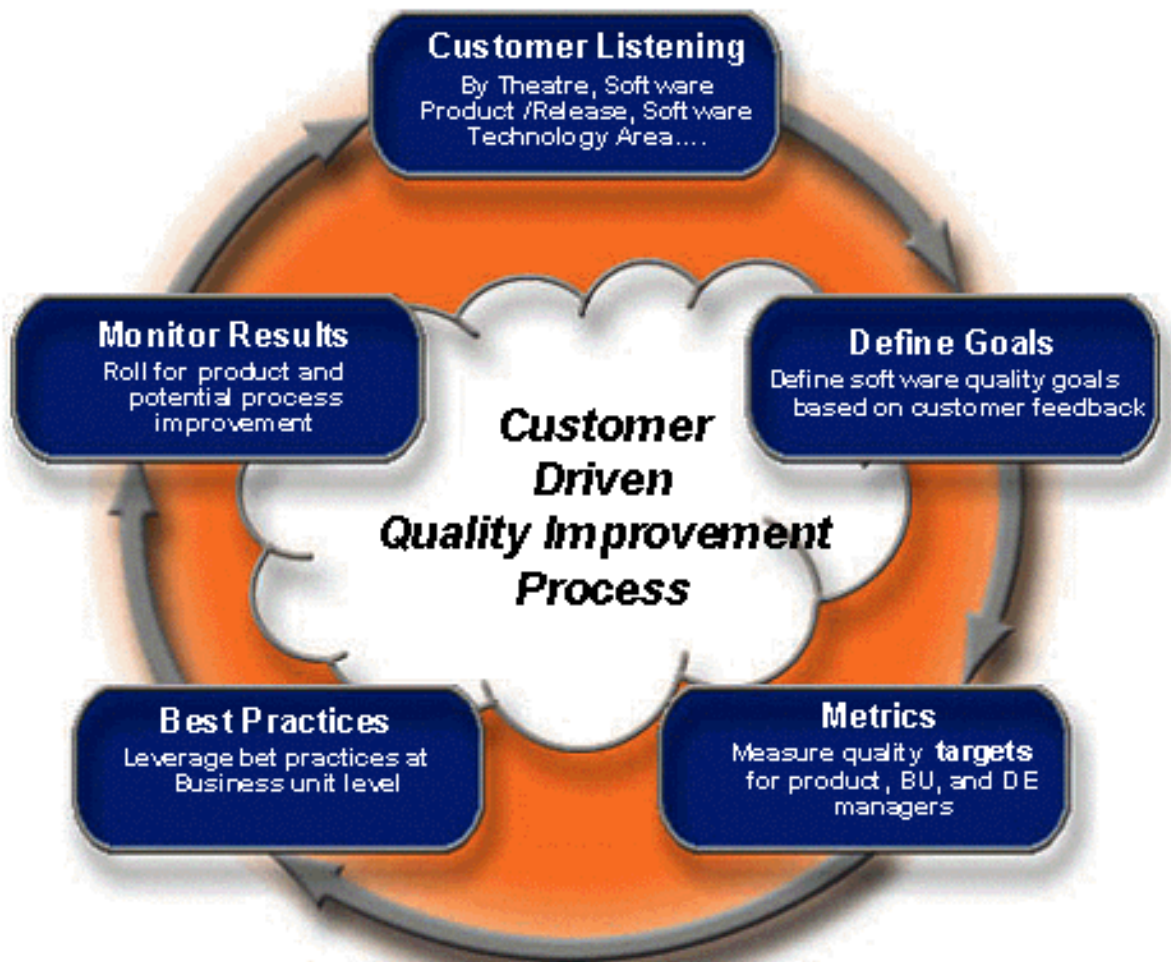 Customer Listening
By Theatre, Software
Product /Release, Software
Technology Area....
Define Goals
Define software quality goals
based on customer feedback
Metrics
Measure quality targets
for product, BU, and DE
managers
Best Practices
Leverage bet practices at
Business unit level
Monitor Results
Roll for product and
potential process
improvement
Customer
Driven
Quality Improvement
Process